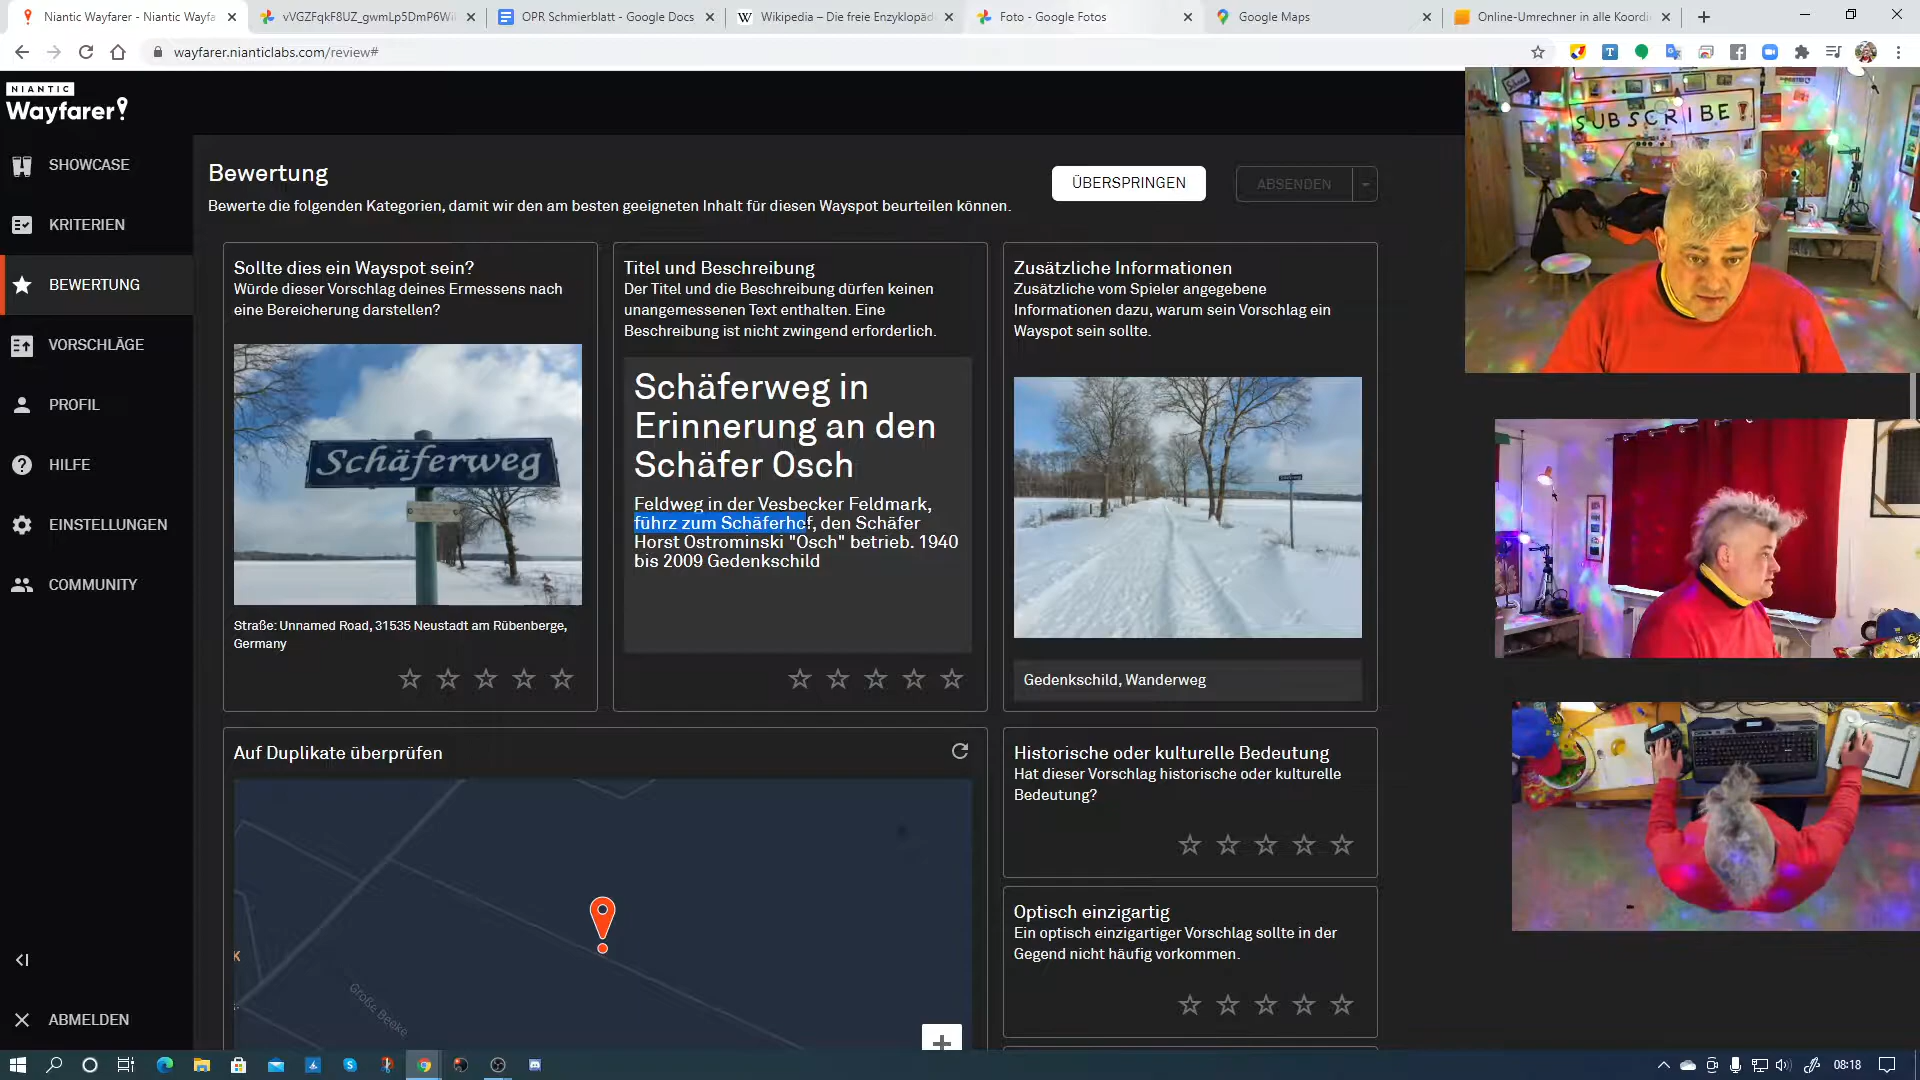 Niantic Wayfarer - Niantic Wayfa
vVGZFqkF8UZ_gwmLp5DmP6Wi
OPR Schmierblatt - Google Docs
Wikipedia – Die freie Enzyklopäd
Foto - Google Fotos
Google Maps
Online-Umrechner in alle Koordi
wayfarer.nianticlabs.com/review#
NIANTIC
Wayfarer
SHOWCASE
KRITERIEN
BEWERTUNG
VORSCHLÄGE
PROFIL
HILFE
EINSTELLUNGEN
COMMUNITY
ABMELDEN
Bewertung
Bewerte die folgenden Kategorien, damit wir den am besten geeigneten Inhalt für diesen Wayspot beurteilen können.
ÜBERSPRINGEN
ABSENDEN
Sollte dies ein Wayspot sein?
Würde dieser Vorschlag deines Ermessens nach
eine Bereicherung darstellen?
Schäferweg
Straße: Unnamed Road, 31535 Neustadt am Rübenberge,
Germany
Titel und Beschreibung
Der Titel und die Beschreibung dürfen keinen
unangemessenen Text enthalten. Eine
Beschreibung ist nicht zwingend erforderlich.
Schäferweg in
Erinnerung an den
Schäfer Osch
Feldweg in der Vesbecker Feldmark,
führz zum Schäferhof, den Schäfer
Horst Ostrominski "Osch" betrieb. 1940
bis 2009 Gedenkschild
Zusätzliche Informationen
Zusätzliche vom Spieler angegebene
Informationen dazu, warum sein Vorschlag ein
Wayspot sein sollte.
Gedenkschild, Wanderweg
Auf Duplikate überprüfen
Große Beeke
K
+
Historische oder kulturelle Bedeutung
Hat dieser Vorschlag historische oder kulturelle
Bedeutung?
Optisch einzigartig
Ein optisch einzigartiger Vorschlag sollte in der
Gegend nicht häufig vorkommen.
SUBSCRIBE!
08:18